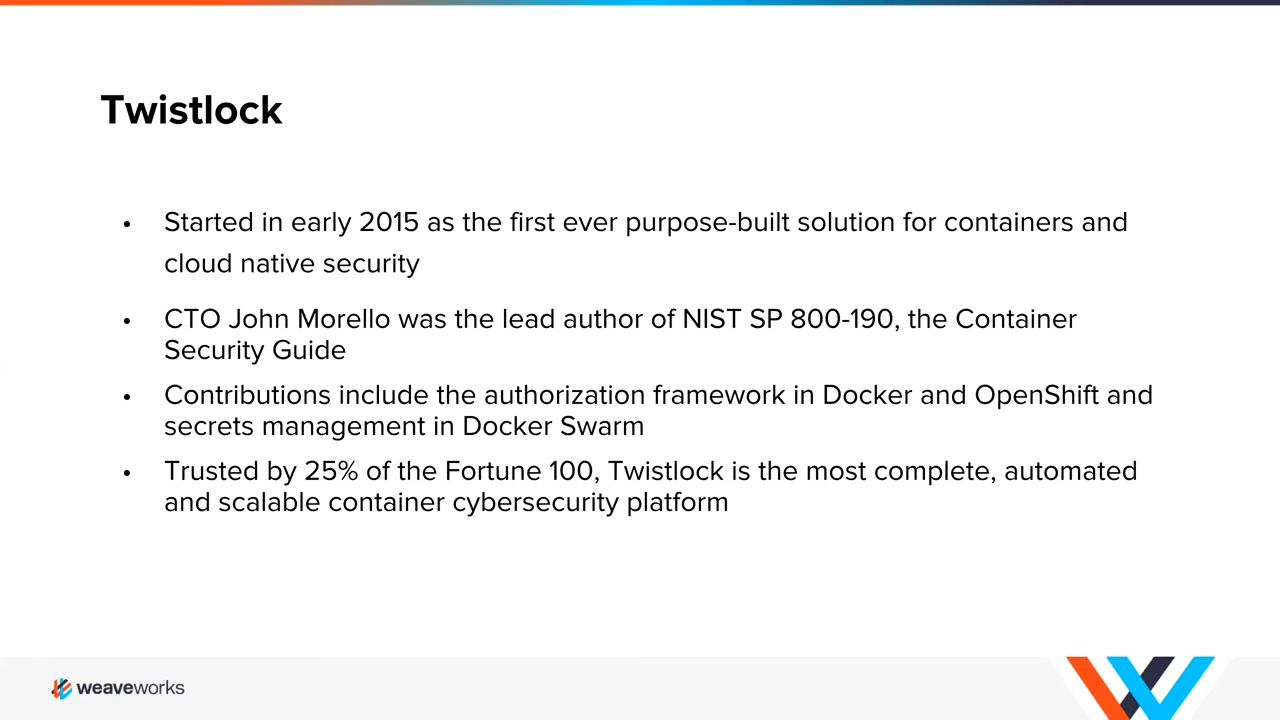 Twistlock
• Started in early 2015 as the first ever purpose-built solution for containers and
cloud native security
• CTO John Morello was the lead author of NIST SP 800-190, the Container
Security Guide
• Contributions include the authorization framework in Docker and OpenShift and
secrets management in Docker Swarm
• Trusted by 25% of the Fortune 100, Twistlock is the most complete, automated
and scalable container cybersecurity platform
weaveworks